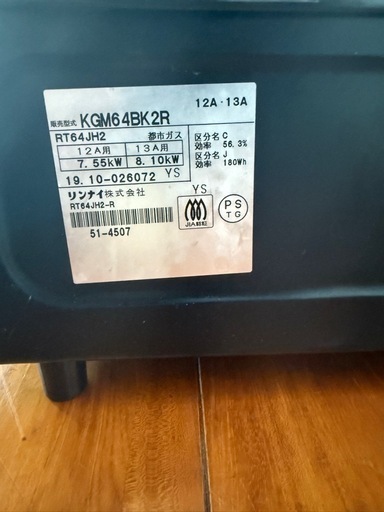 12A・13A
販売型式 KGM64BK2R
RT64JH2 都市ガス
12A用 13A用
7.55kW 8.10kW
区分名 C
効率 56.3%
区分名 J
効率 180Wh
19.10-026072 YS
リンナイ株式会社 YS
RT64JH2-R
JIA認証
PS
TG
51-4507